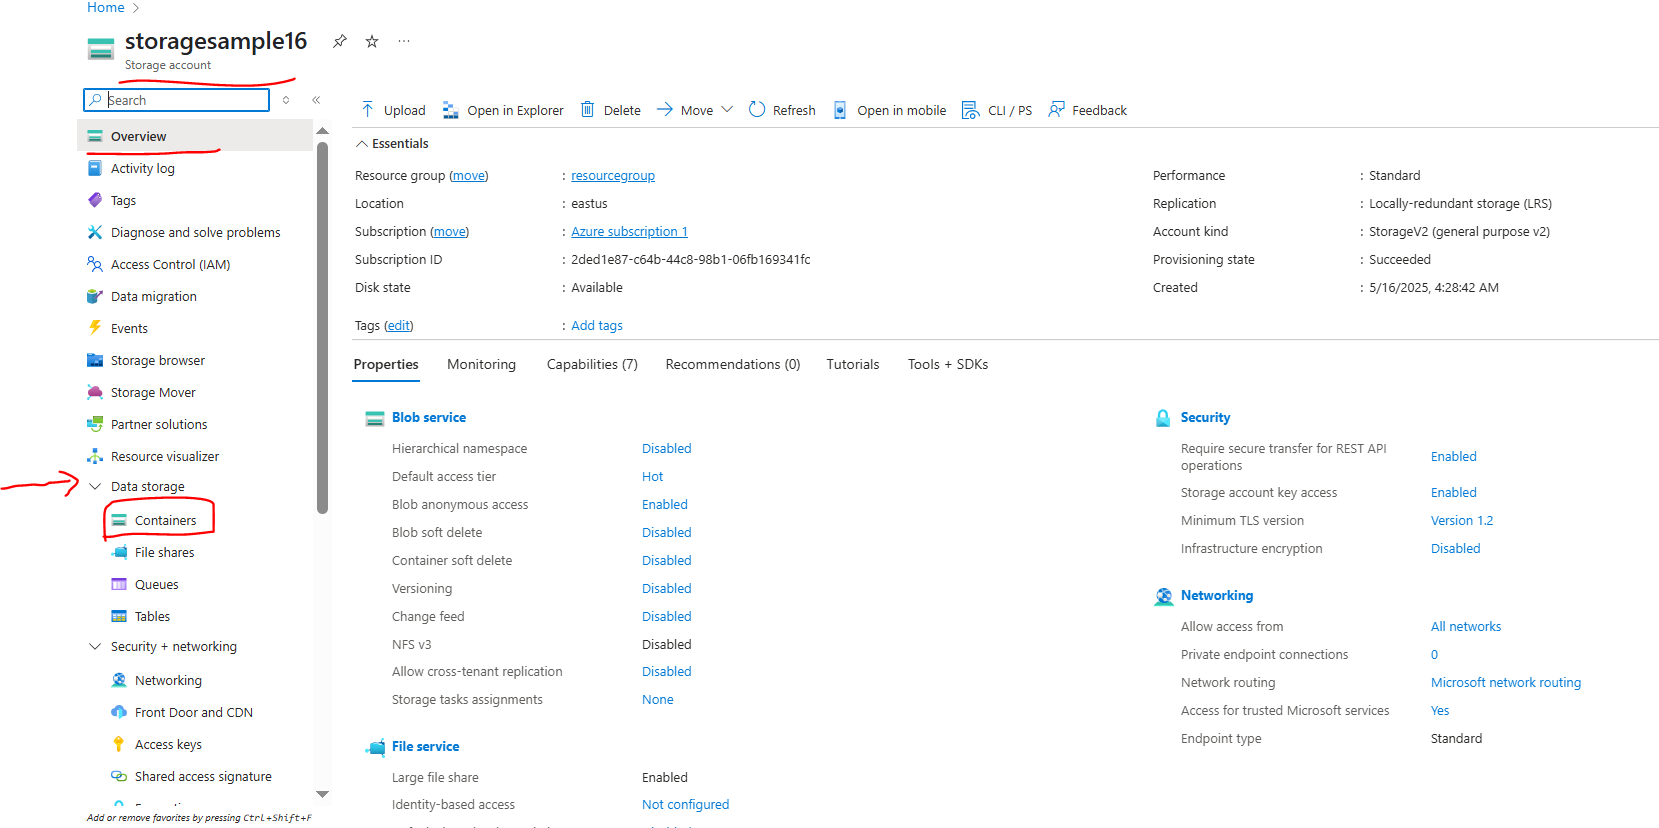 Home >
storagesample16
Storage account
Search
Overview
Activity log
Tags
Diagnose and solve problems
Access Control (IAM)
Data migration
Events
Storage browser
Storage Mover
Partner solutions
Resource visualizer
Data storage
Containers
File shares
Queues
Tables
Security + networking
Networking
Front Door and CDN
Access keys
Shared access signature
Add or remove favorites by pressing Ctrl+Shift+F
Upload Open in Explorer Delete Move Refresh Open in mobile CLI / PS Feedback
Essentials
Resource group (move) : resourcegroup
Location : eastus
Subscription (move) : Azure subscription 1
Subscription ID : 2ded1e87-c64b-44c8-98b1-06fb169341fc
Disk state : Available
Tags (edit) : Add tags
Performance : Standard
Replication : Locally-redundant storage (LRS)
Account kind : StorageV2 (general purpose v2)
Provisioning state : Succeeded
Created : 5/16/2025, 4:28:42 AM
Properties Monitoring Capabilities (7) Recommendations (0) Tutorials Tools + SDKs
Blob service
Hierarchical namespace Disabled
Default access tier Hot
Blob anonymous access Enabled
Blob soft delete Disabled
Container soft delete Disabled
Versioning Disabled
Change feed Disabled
NFS v3 Disabled
Allow cross-tenant replication Disabled
Storage tasks assignments None
File service
Large file share Enabled
Identity-based access Not configured
Security
Require secure transfer for REST API
operations Enabled
Storage account key access Enabled
Minimum TLS version Version 1.2
Infrastructure encryption Disabled
Networking
Allow access from All networks
Private endpoint connections 0
Network routing Microsoft network routing
Access for trusted Microsoft services Yes
Endpoint type Standard